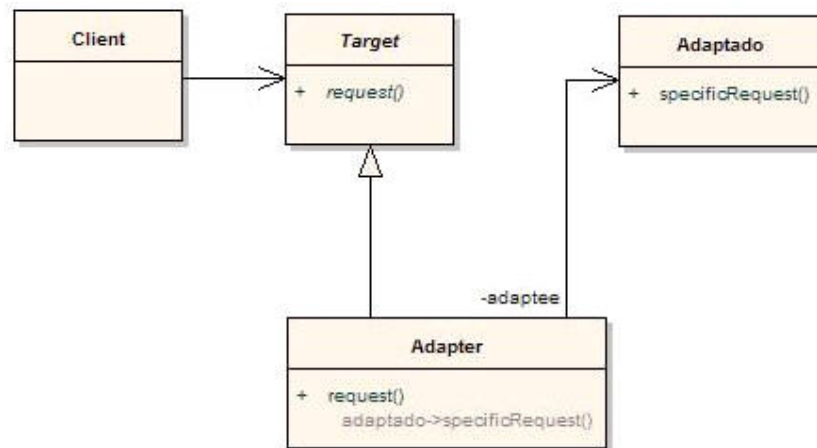 Client
Target
+ request()
Adaptado
+ specificRequest()
-adaptee
Adapter
+ request()
adaptado->specificRequest()